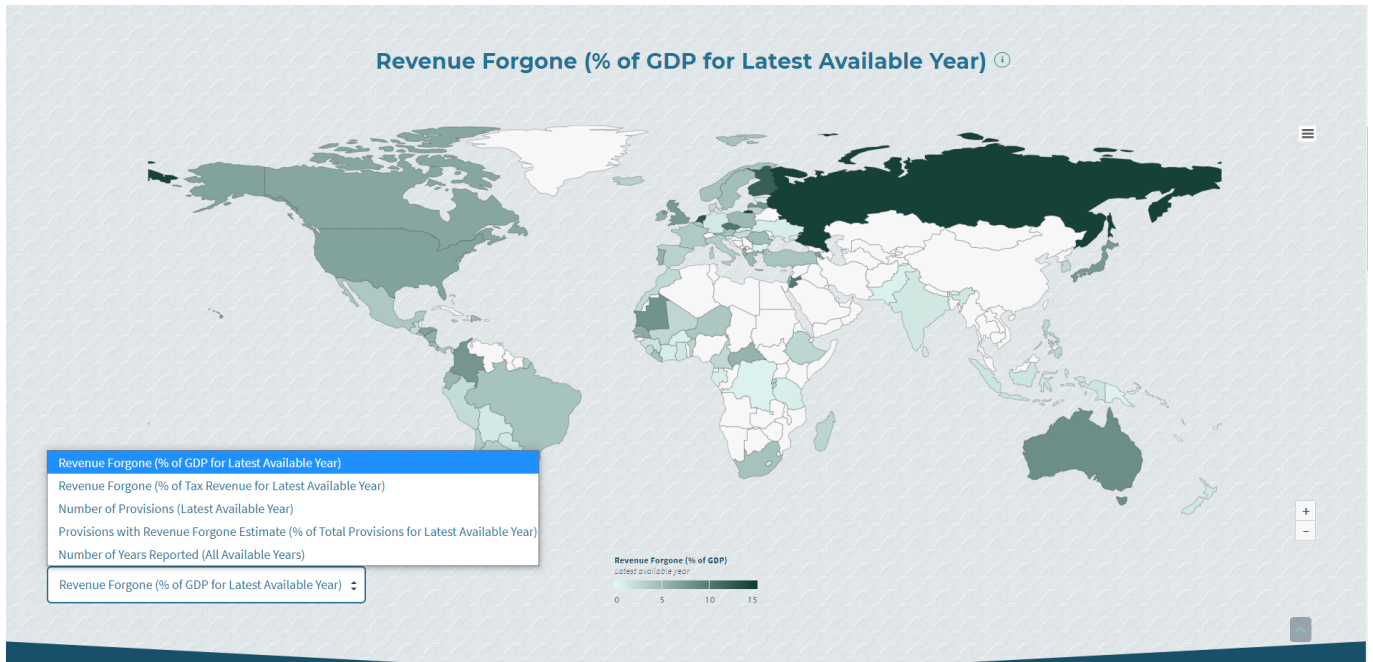 Revenue Forgone (% of GDP for Latest Available Year) i
Revenue Forgone (% of GDP for Latest Available Year)
Revenue Forgone (% of Tax Revenue for Latest Available Year)
Number of Provisions (Latest Available Year)
Provisions with Revenue Forgone Estimate (% of Total Provisions for Latest Available Year)
Number of Years Reported (All Available Years)
Revenue Forgone (% of GDP for Latest Available Year)
Revenue Forgone (% of GDP)
Latest available year
0 5 10 15
+
−